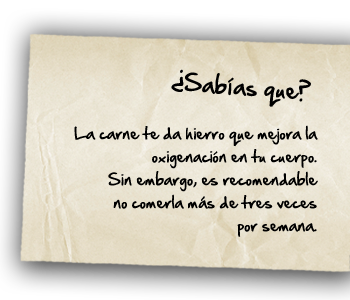 ¿Sabías que?
La carne te da hierro que mejora la
oxigenación en tu cuerpo.
Sin embargo, es recomendable
no comerla más de tres veces
por semana.